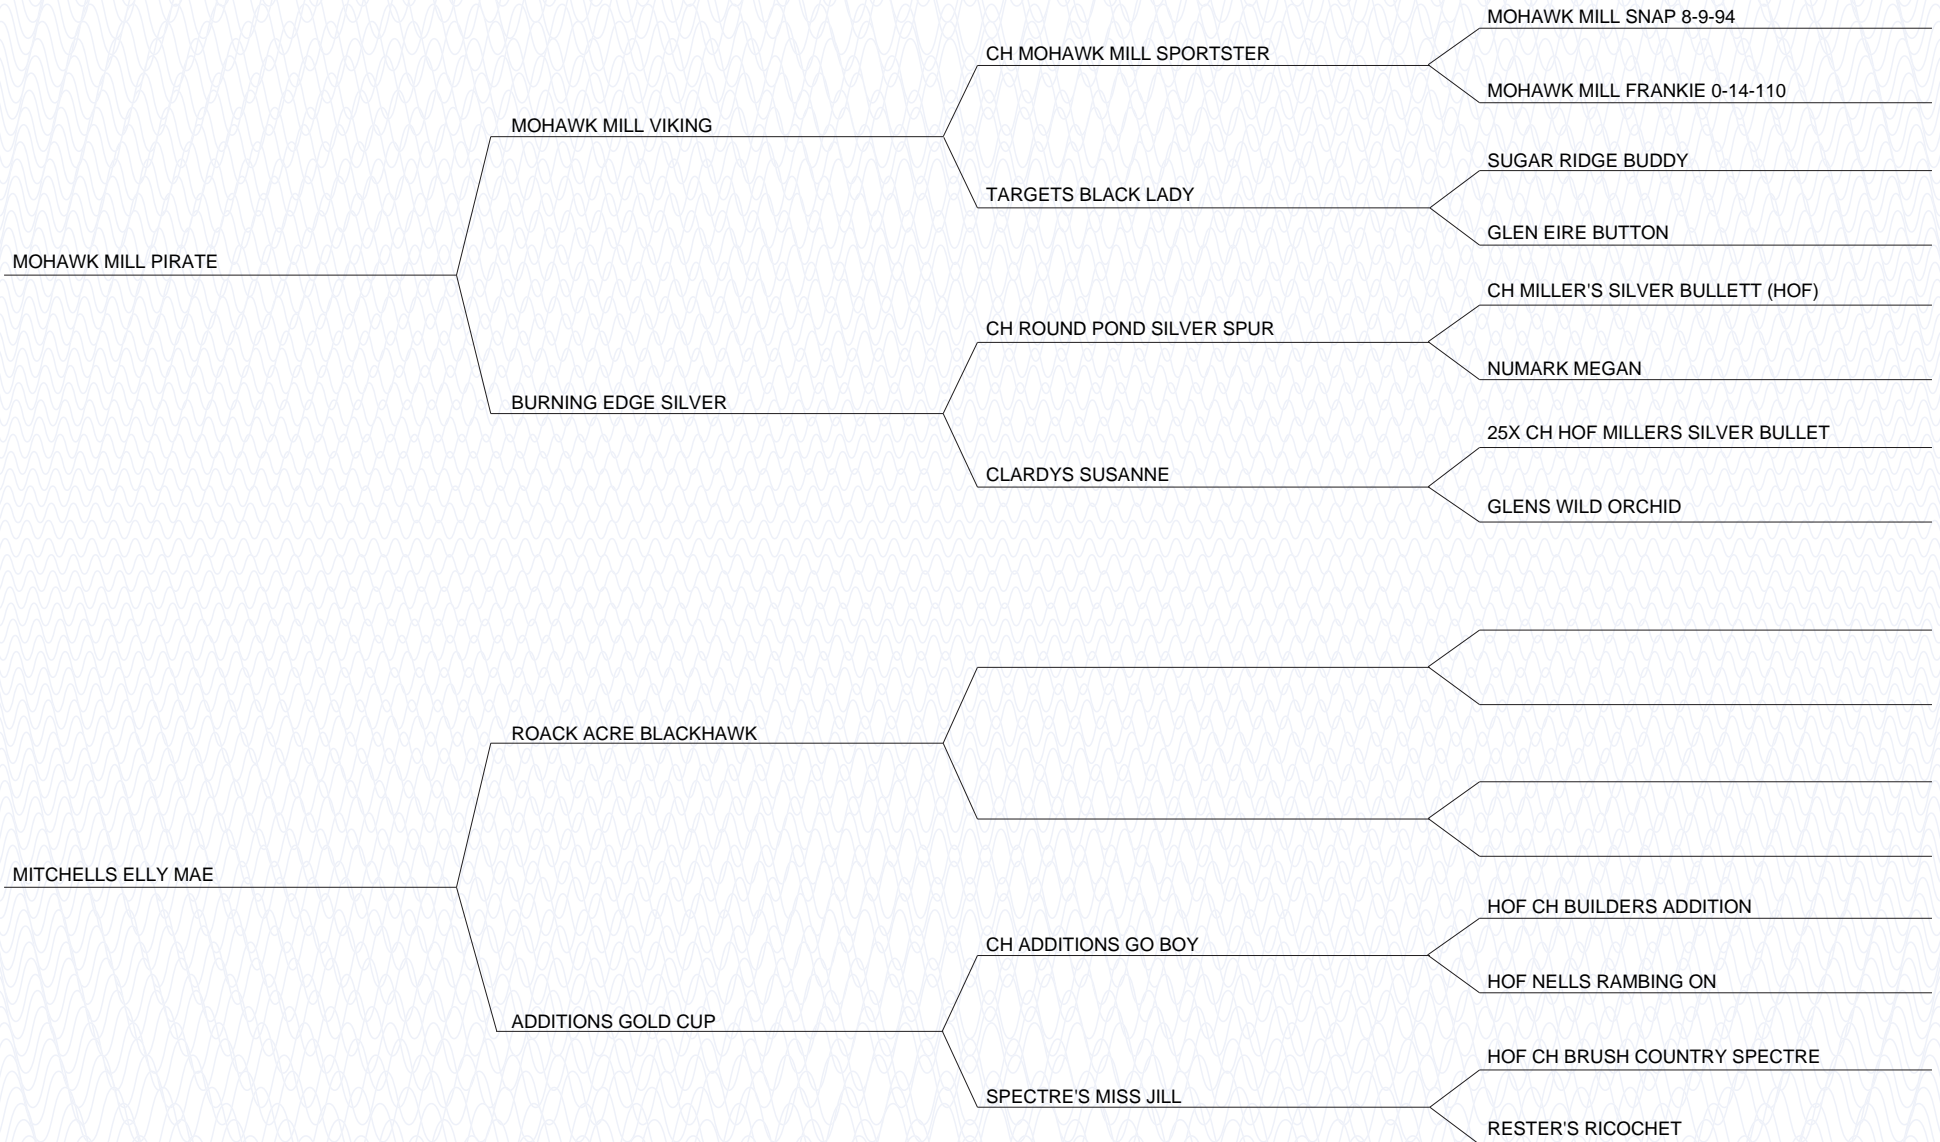 MOHAWK MILL SNAP 8-9-94
CH MOHAWK MILL SPORTSTER
MOHAWK MILL FRANKIE 0-14-110
MOHAWK MILL VIKING
SUGAR RIDGE BUDDY
TARGETS BLACK LADY
GLEN EIRE BUTTON
MOHAWK MILL PIRATE
CH MILLER'S SILVER BULLETT (HOF)
CH ROUND POND SILVER SPUR
NUMARK MEGAN
BURNING EDGE SILVER
25X CH HOF MILLERS SILVER BULLET
CLARDYS SUSANNE
GLENS WILD ORCHID
ROACK ACRE BLACKHAWK
MITCHELLS ELLY MAE
HOF CH BUILDERS ADDITION
CH ADDITIONS GO BOY
HOF NELLS RAMBING ON
ADDITIONS GOLD CUP
HOF CH BRUSH COUNTRY SPECTRE
SPECTRE'S MISS JILL
RESTER'S RICOCHET